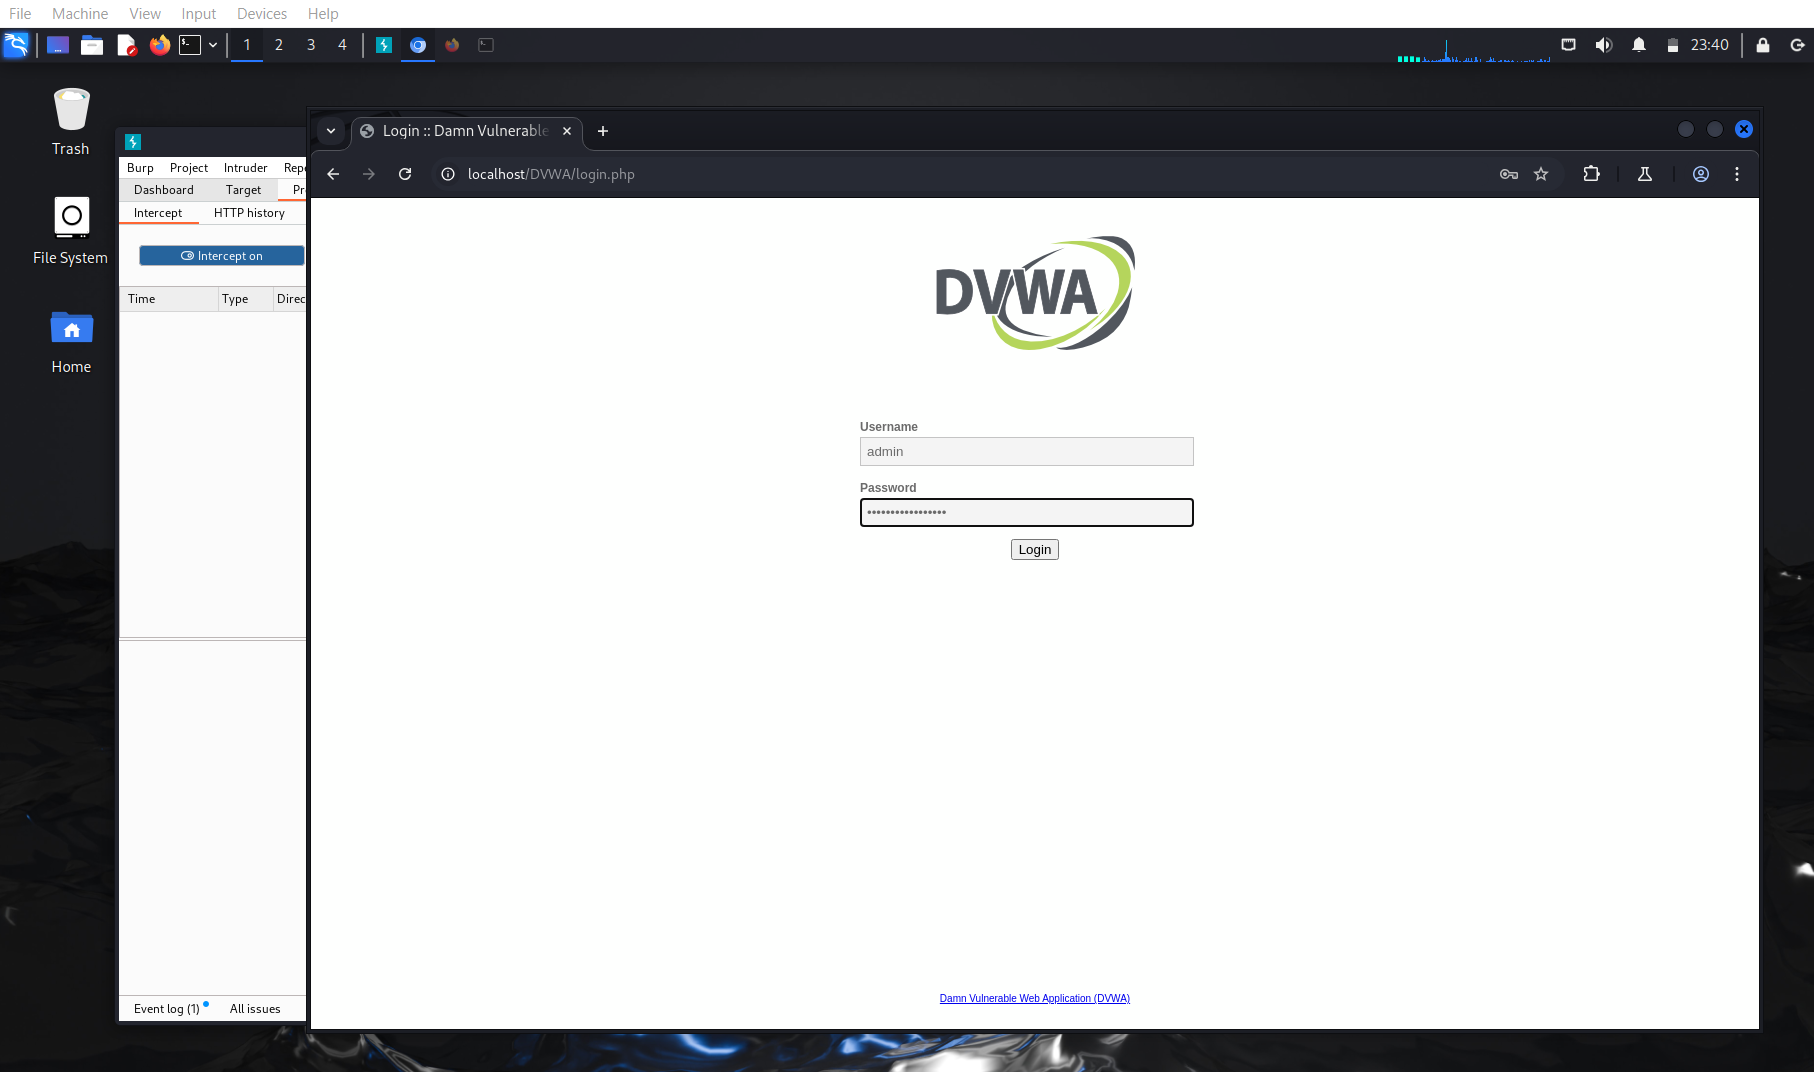 File Machine View Input Devices Help
1 2 3 4 23:40
Trash
File System
Home
Burp Project Intruder Repe
Dashboard Target Pr
Intercept HTTP history
Intercept on
Time Type Direc
Event log (1) All issues
Login :: Damn Vulnerable
localhost/DVWA/login.php
DVWA
Username
admin
Password
•••••••••••••••••
Login
Damn Vulnerable Web Application (DVWA)